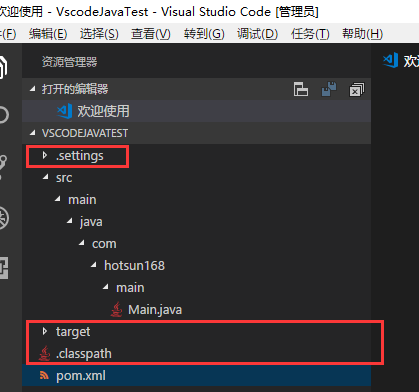 欢迎使用 - VscodeJavaTest - Visual Studio Code [管理员]
编辑(E) 选择(S) 查看(V) 转到(G) 调试(D) 任务(T) 帮助(H)
资源管理器
打开的编辑器
欢迎使用
VSCODEJAVATEST
.settings
src
main
java
com
hotsun168
main
Main.java
target
.classpath
pom.xml